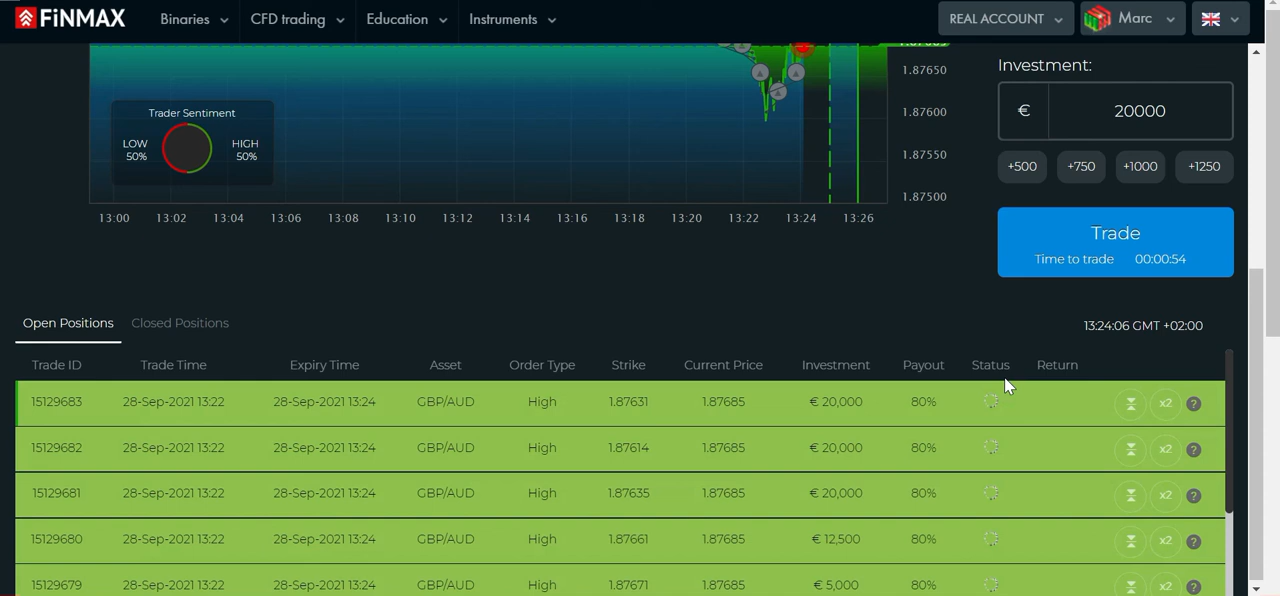 FiNMAX Binaries CFD trading Education Instruments REAL ACCOUNT Marc
Investment:
1.87650
€ 20000
Trader Sentiment
1.87600
LOW 50% HIGH 50%
1.87550
+500 +750 +1000 +1250
1.87500
13:00 13:02 13:04 13:06 13:08 13:10 13:12 13:14 13:16 13:18 13:20 13:22 13:24 13:26
Trade
Time to trade 00:00:54
Open Positions Closed Positions 13:24:06 GMT +02:00
Trade ID Trade Time Expiry Time Asset Order Type Strike Current Price Investment Payout Status Return
15129683 28-Sep-2021 13:22 28-Sep-2021 13:24 GBP/AUD High 1.87631 1.87685 € 20,000 80% x2 ?
15129682 28-Sep-2021 13:22 28-Sep-2021 13:24 GBP/AUD High 1.87614 1.87685 € 20,000 80% x2 ?
15129681 28-Sep-2021 13:22 28-Sep-2021 13:24 GBP/AUD High 1.87635 1.87685 € 20,000 80% x2 ?
15129680 28-Sep-2021 13:22 28-Sep-2021 13:24 GBP/AUD High 1.87661 1.87685 € 12,500 80% x2 ?
15129679 28-Sep-2021 13:22 28-Sep-2021 13:24 GBP/AUD High 1.87671 1.87685 € 5,000 80% x2 ?